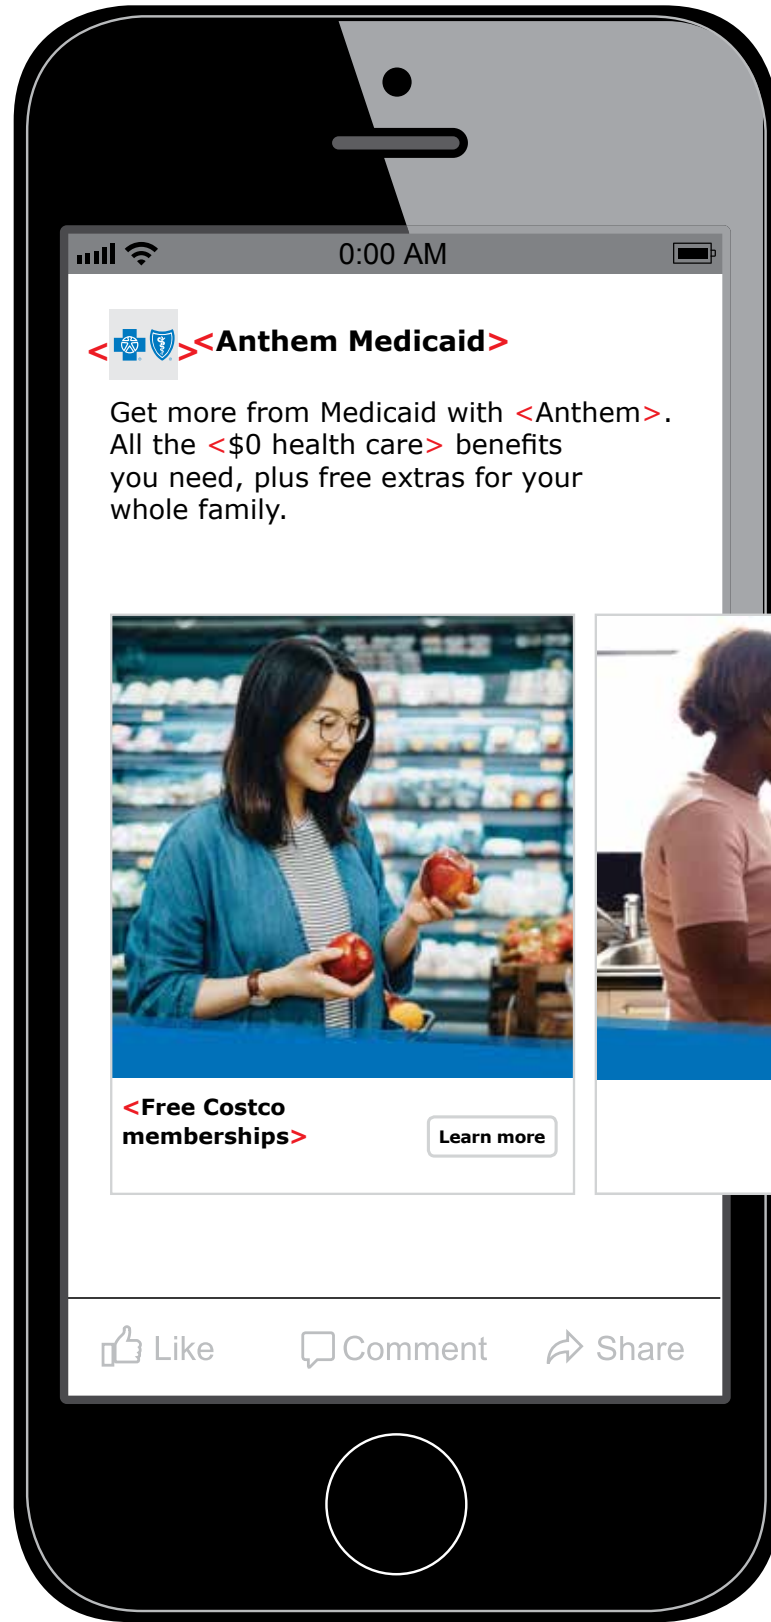 0:00 AM
< > <Anthem Medicaid>
Get more from Medicaid with <Anthem>.
All the <$0 health care> benefits
you need, plus free extras for your
whole family.
<Free Costco
memberships>
Learn more
Like Comment Share